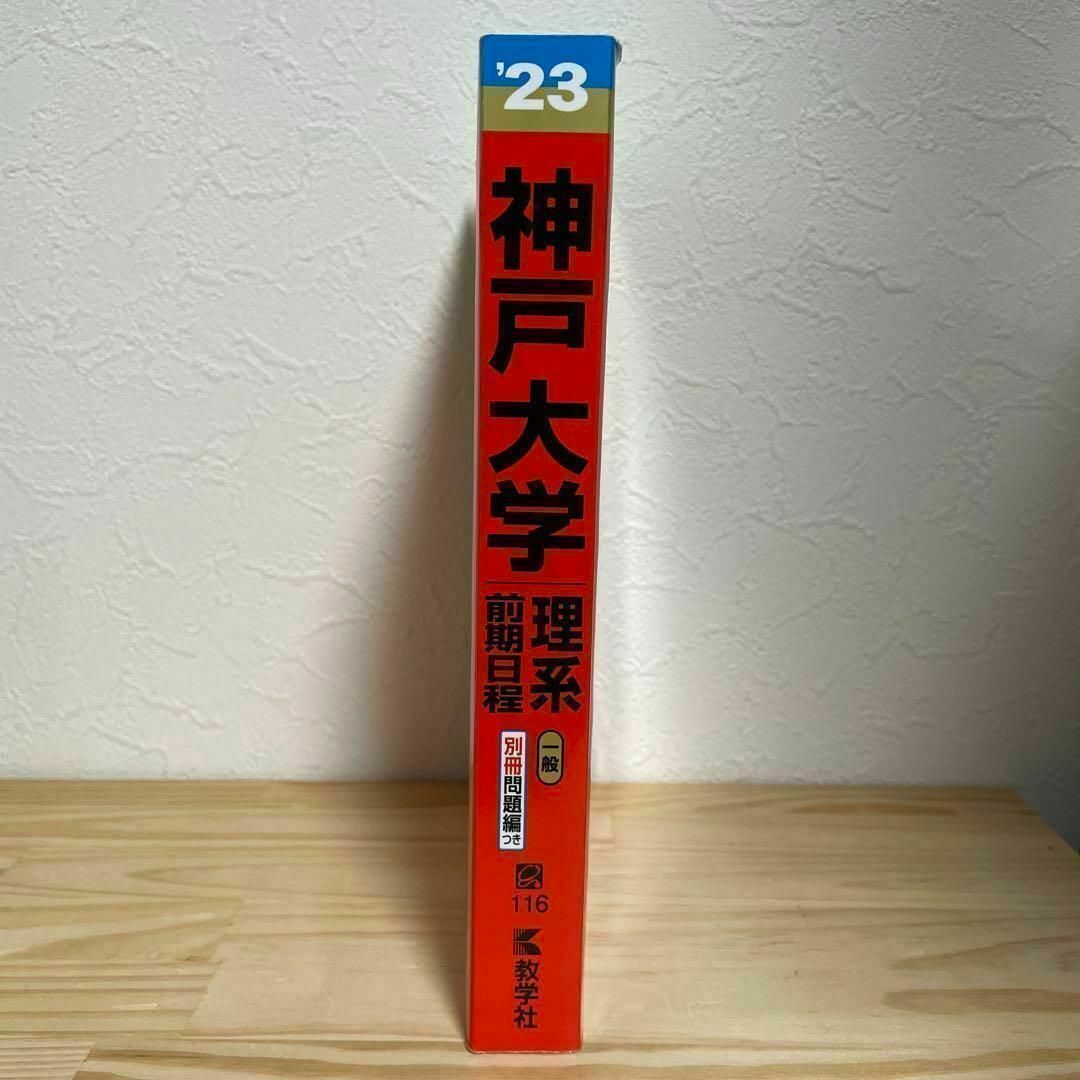 '23
神戸大学
理系
前期日程
一般
別冊問題編つき
116
教学社